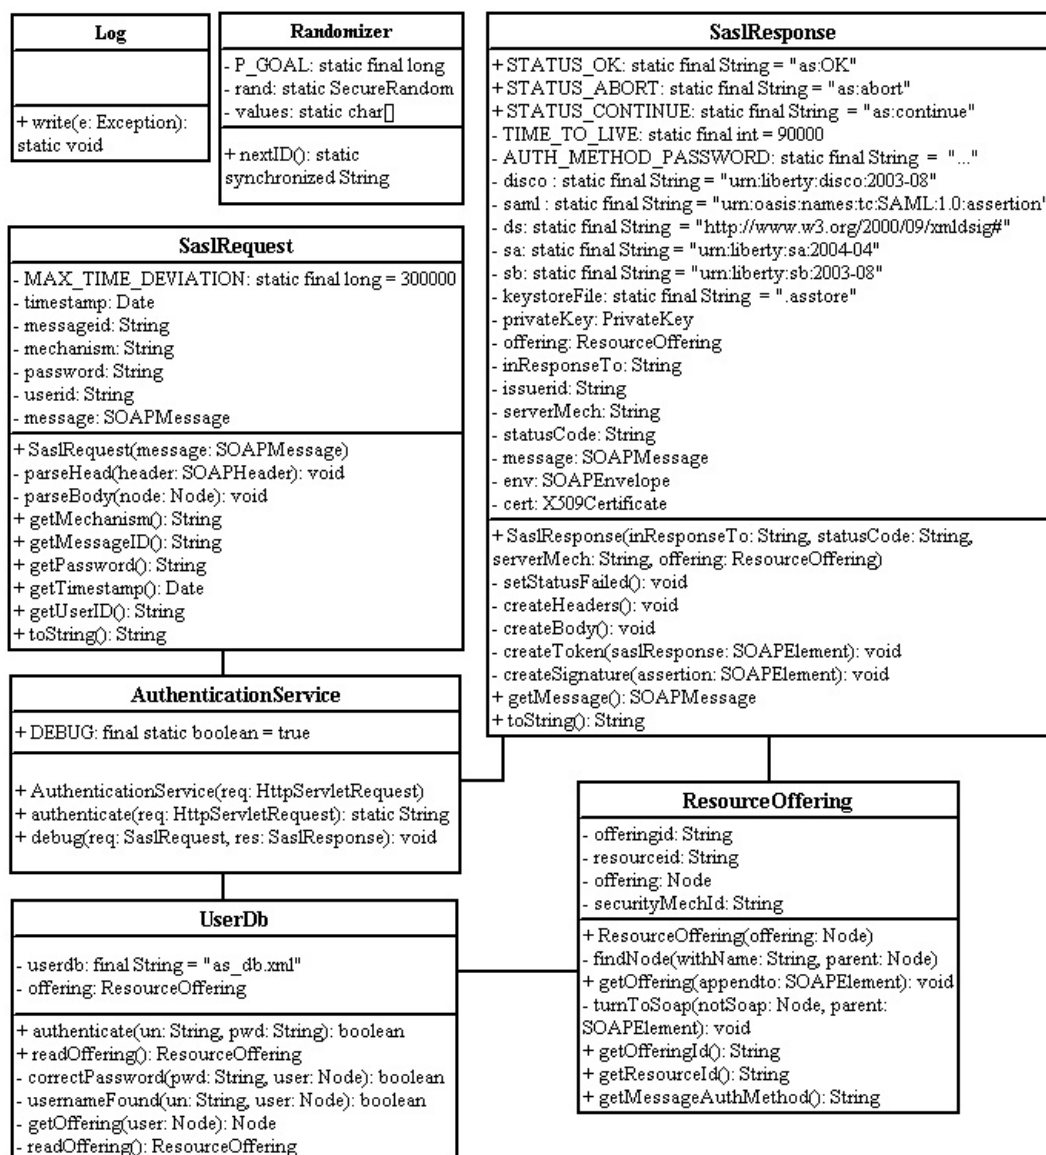 Log
+ write(e: Exception):
static void
Randomizer
- P_GOAL: static final long
- rand: static SecureRandom
- values: static char[]
+ nextID(): static
synchronized String
SaslResponse
+ STATUS_OK: static final String = "as:OK"
+ STATUS_ABORT: static final String = "as:abort"
+ STATUS_CONTINUE: static final String = "as:continue"
- TIME_TO_LIVE: static final int = 90000
- AUTH_METHOD_PASSWORD: static final String = "..."
- disco : static final String = "urn:liberty:disco:2003-08"
- saml : static final String = "urn:oasis:names:tc:SAML:1.0:assertion"
- ds: static final String = "http://www.w3.org/2000/09/xmldsig#"
- sa: static final String = "urn:liberty:sa:2004-04"
- sb: static final String = "urn:liberty:sb:2003-08"
- keystoreFile: static final String = ".asstore"
- privateKey: PrivateKey
- offering: ResourceOffering
- inResponseTo: String
- issuerid: String
- serverMech: String
- statusCode: String
- message: SOAPMessage
- env: SOAPEnvelope
- cert: X509Certificate
+ SaslResponse(inResponseTo: String, statusCode: String,
serverMech: String, offering: ResourceOffering)
- setStatusFailed(): void
- createHeaders(): void
- createBody(): void
- createToken(saslResponse: SOAPElement): void
- createSignature(assertion: SOAPElement): void
+ getMessage(): SOAPMessage
+ toString(): String
SaslRequest
- MAX_TIME_DEVIATION: static final long = 300000
- timestamp: Date
- messageid: String
- mechanism: String
- password: String
- userid: String
- message: SOAPMessage
+ SaslRequest(message: SOAPMessage)
- parseHead(header: SOAPHeader): void
- parseBody(node: Node): void
+ getMechanism(): String
+ getMessageID(): String
+ getPassword(): String
+ getTimestamp(): Date
+ getUserID(): String
+ toString(): String
AuthenticationService
+ DEBUG: final static boolean = true
+ AuthenticationService(req: HttpServletRequest)
+ authenticate(req: HttpServletRequest): static String
+ debug(req: SaslRequest, res: SaslResponse): void
ResourceOffering
- offeringid: String
- resourceid: String
- offering: Node
- securityMechId: String
+ ResourceOffering(offering: Node)
- findNode(withName: String, parent: Node)
+ getOffering(appendto: SOAPElement): void
- turnToSoap(notSoap: Node, parent:
SOAPElement): void
+ getOfferingId(): String
+ getResourceId(): String
+ getMessageAuthMethod(): String
UserDb
- userdb: final String = "as_db.xml"
- offering: ResourceOffering
+ authenticate(un: String, pwd: String): boolean
+ readOffering(): ResourceOffering
- correctPassword(pwd: String, user: Node): boolean
- usernameFound(un: String, user: Node): boolean
- getOffering(user: Node): Node
- readOffering(): ResourceOffering